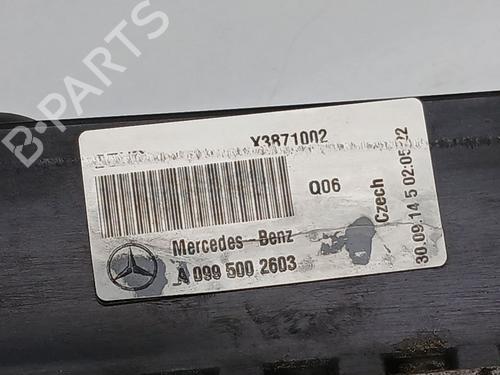 X3871002
Q06
Mercedes-Benz
A 099 500 2603
Czech
30.09.14 5 02:05:22
B-PARTS